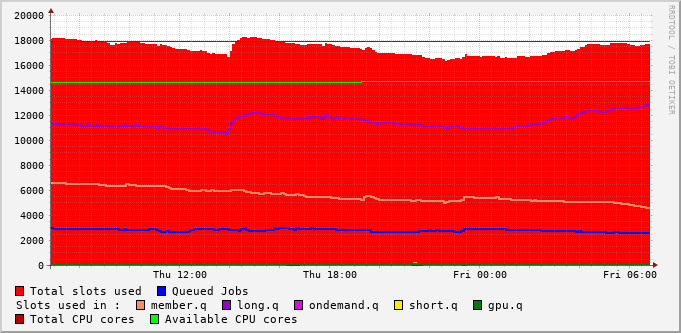 20000
18000
16000
14000
12000
10000
8000
6000
4000
2000
0
Thu 12:00 Thu 18:00 Fri 00:00 Fri 06:00
Total slots used Queued Jobs
Slots used in : member.q long.q ondemand.q short.q gpu.q
Total CPU cores Available CPU cores
RRDTOOL / TOBI OETIKER